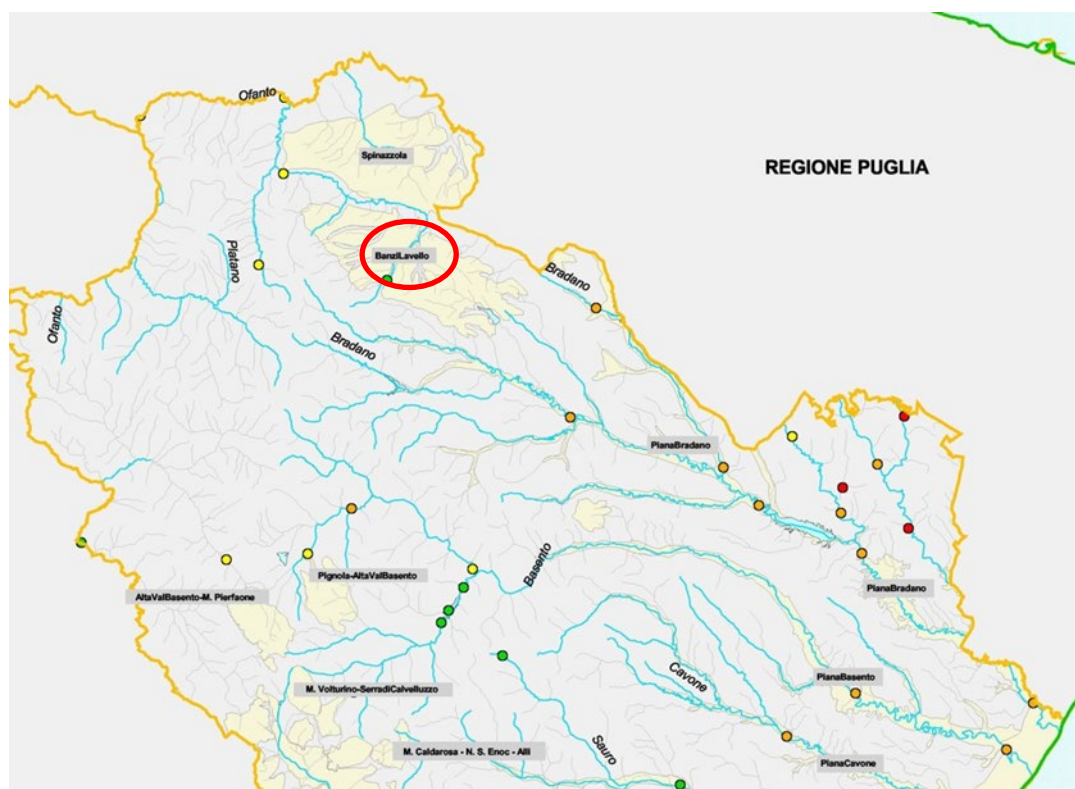 Ofanto
Spinazzola
REGIONE PUGLIA
BanziLavello
Platano
Bradano
Ofanto
Bradano
PianaBradano
Basento
Pignola-AltaValBasento
AltaValBasento-M. Pierfaone
PianaBradano
M. Volturino-SerradiCalvelluzzo
Cavone
PianaBasento
M. Caldarosa - N. S. Enoc - Alli
Sauro
PianaCavone